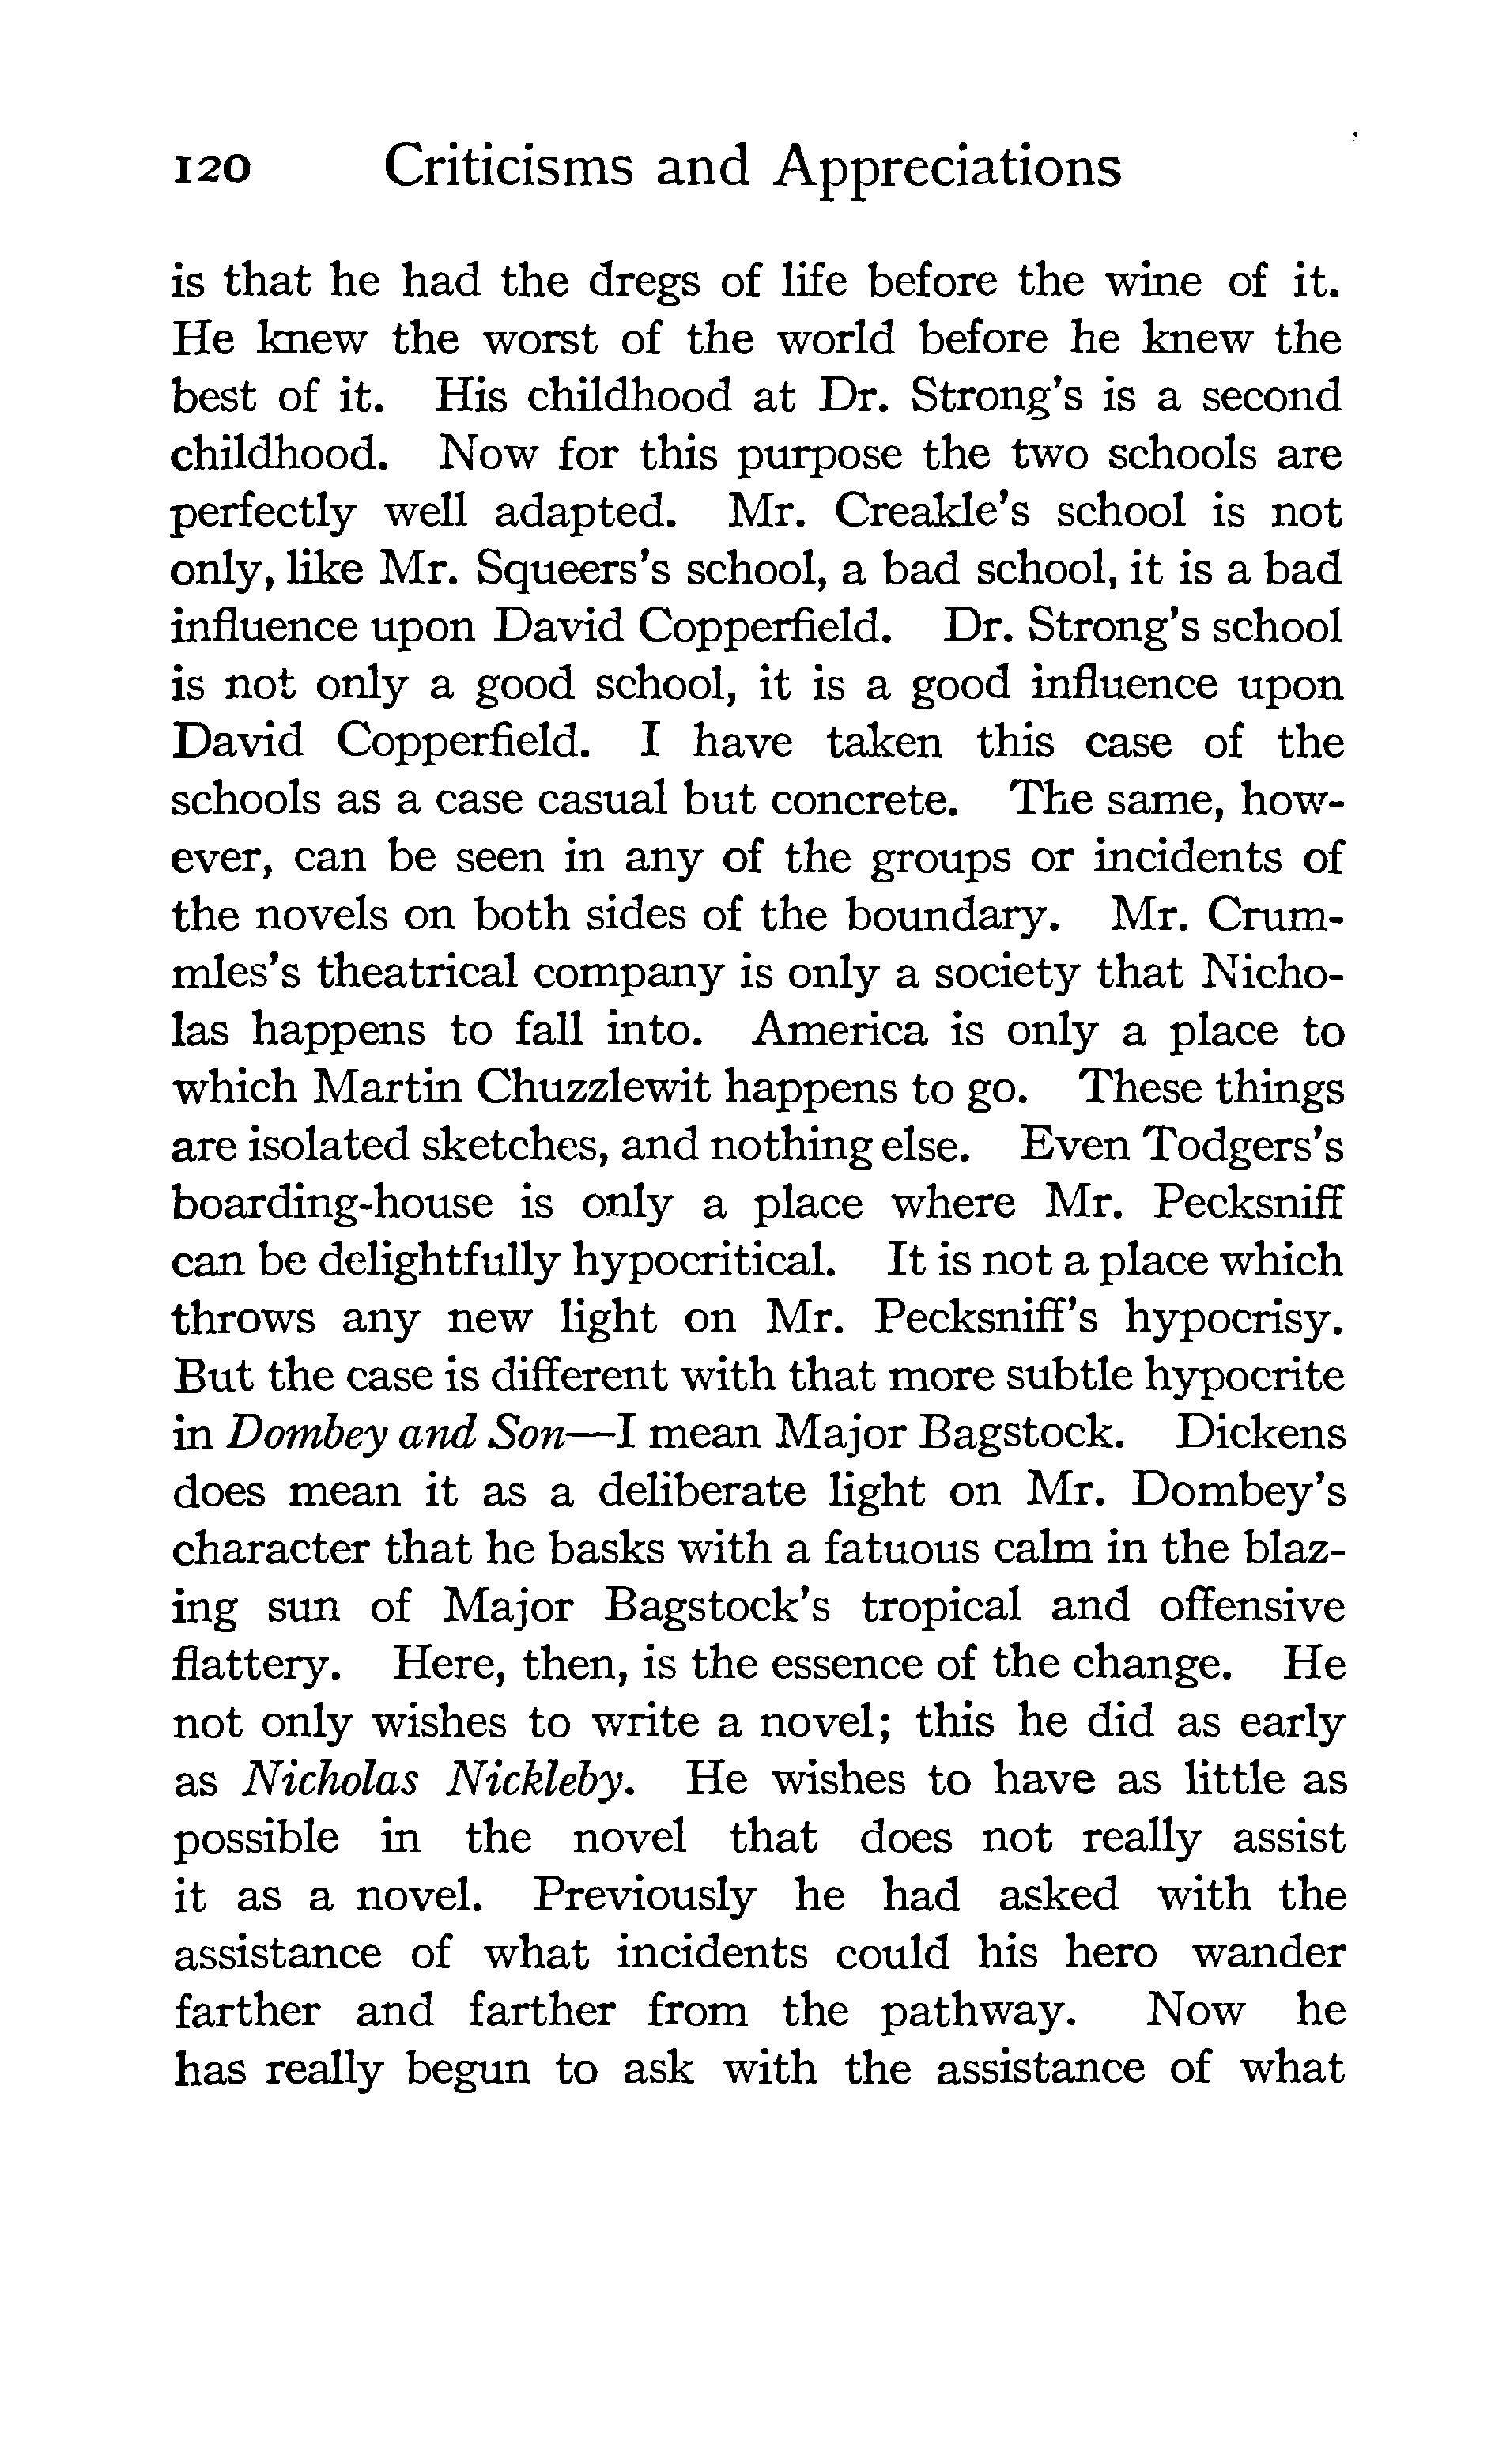 120 Criticisms and Appreciations
is that he had the dregs of life before the wine of it.
He knew the worst of the world before he knew the
best of it. His childhood at Dr. Strong's is a second
childhood. Now for this purpose the two schools are
perfectly well adapted. Mr. Creakle's school is not
only, like Mr. Squeers's school, a bad school, it is a bad
influence upon David Copperfield. Dr. Strong's school
is not only a good school, it is a good influence upon
David Copperfield. I have taken this case of the
schools as a case casual but concrete. The same, how-
ever, can be seen in any of the groups or incidents of
the novels on both sides of the boundary. Mr. Crum-
mles's theatrical company is only a society that Nicho-
las happens to fall into. America is only a place to
which Martin Chuzzlewit happens to go. These things
are isolated sketches, and nothing else. Even Todgers's
boarding-house is only a place where Mr. Pecksniff
can be delightfully hypocritical. It is not a place which
throws any new light on Mr. Pecksniff's hypocrisy.
But the case is different with that more subtle hypocrite
in Dombey and Son—I mean Major Bagstock. Dickens
does mean it as a deliberate light on Mr. Dombey's
character that he basks with a fatuous calm in the blaz-
ing sun of Major Bagstock's tropical and offensive
flattery. Here, then, is the essence of the change. He
not only wishes to write a novel; this he did as early
as Nicholas Nickleby. He wishes to have as little as
possible in the novel that does not really assist
it as a novel. Previously he had asked with the
assistance of what incidents could his hero wander
farther and farther from the pathway. Now he
has really begun to ask with the assistance of what